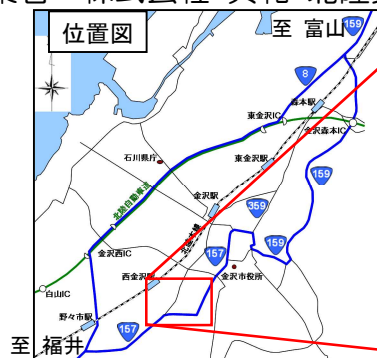 位置図
至 富山
159
8
森本駅
東金沢IC
金沢森本IC
石川県庁
東金沢駅
159
北陸自動車道
金沢駅
359
159
北陸本線
157
金沢西IC
金沢市役所
西金沢駅
白山IC
野々市駅
157
至 福井